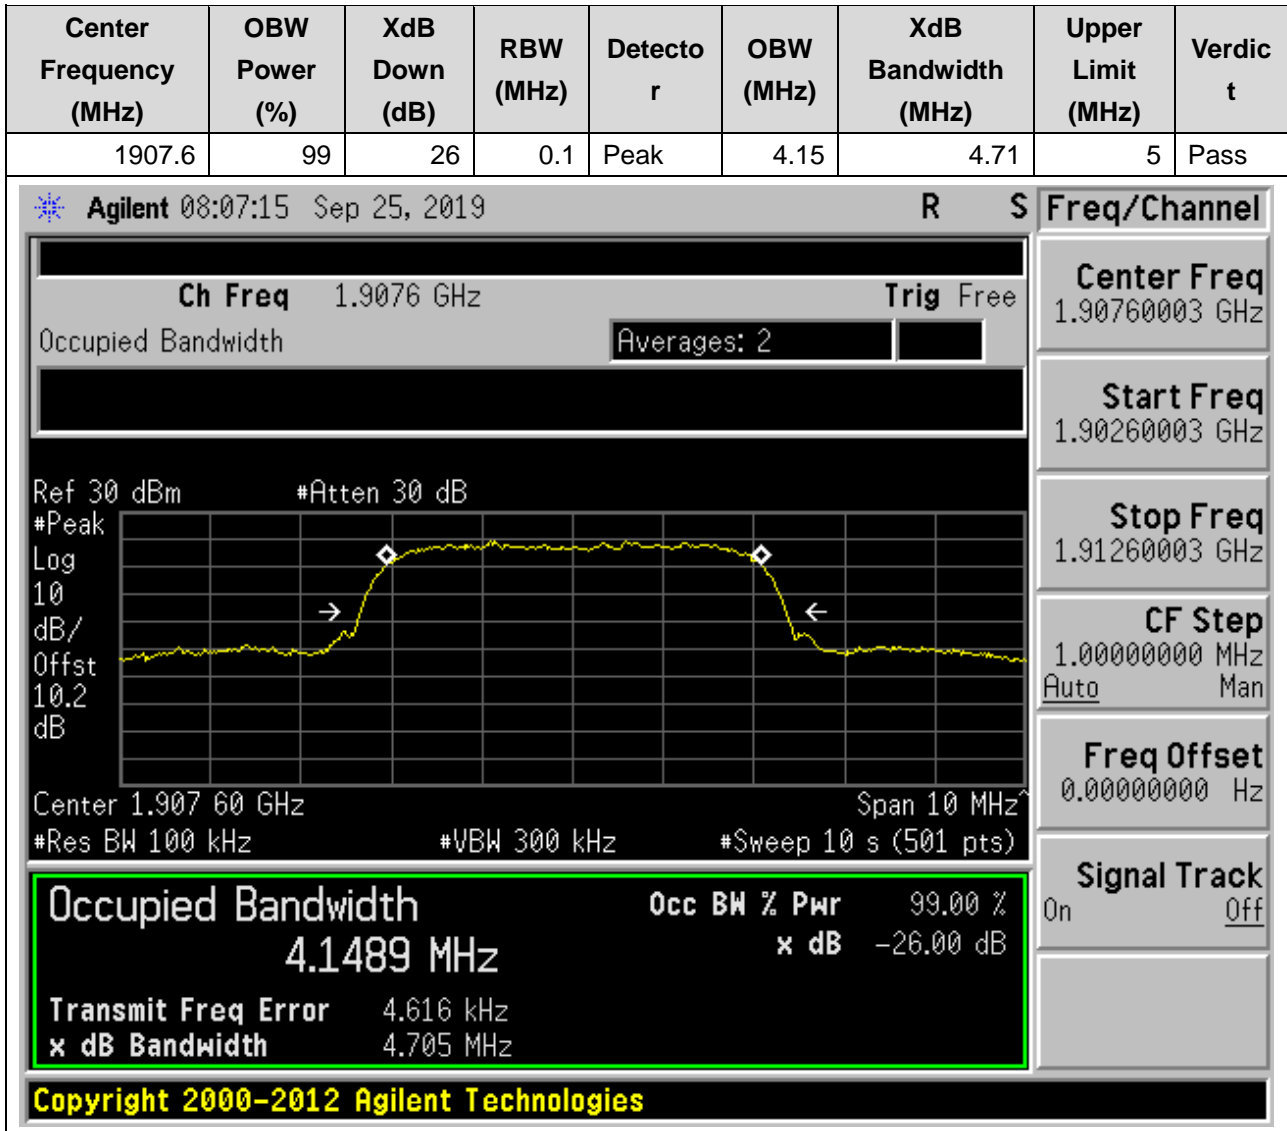 Center Frequency (MHz) OBW Power (%) XdB Down (dB) RBW (MHz) Detecto r OBW (MHz) XdB Bandwidth (MHz) Upper Limit (MHz) Verdic t
1907.6 99 26 0.1 Peak 4.15 4.71 5 Pass
Agilent 08:07:15 Sep 25, 2019 R S
Freq/Channel
Ch Freq 1.9076 GHz Trig Free
Occupied Bandwidth Averages: 2
Ref 30 dBm #Atten 30 dB
#Peak
Log
10
dB/
Offst
10.2
dB
Center 1.907 60 GHz Span 10 MHz^
#Res BW 100 kHz #VBW 300 kHz #Sweep 10 s (501 pts)
Occupied Bandwidth Occ BW % Pwr 99.00 %
4.1489 MHz x dB -26.00 dB
Transmit Freq Error 4.616 kHz
x dB Bandwidth 4.705 MHz
Center Freq
1.90760003 GHz
Start Freq
1.90260003 GHz
Stop Freq
1.91260003 GHz
CF Step
1.00000000 MHz
Auto Man
Freq Offset
0.00000000 Hz
Signal Track
On Off
Copyright 2000-2012 Agilent Technologies